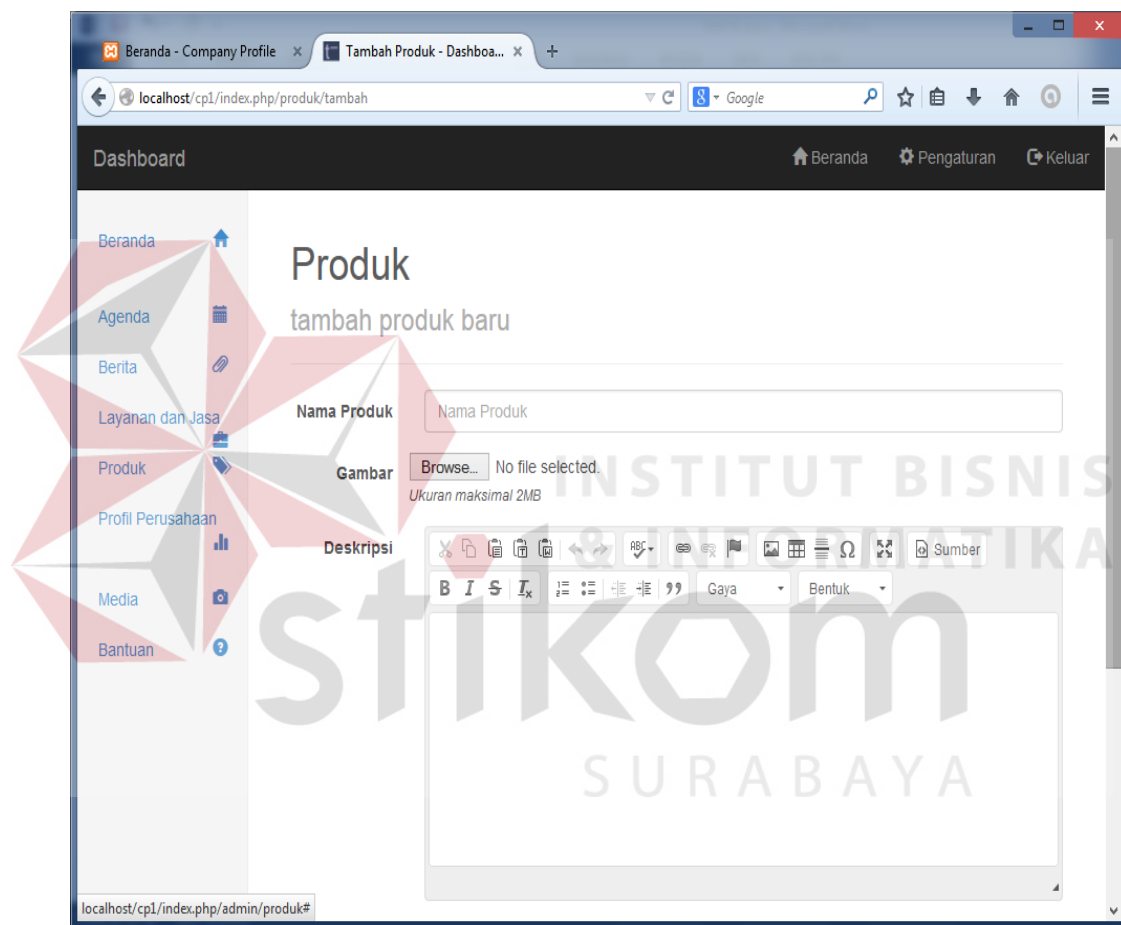 Beranda - Company Profile
Tambah Produk - Dashboa...
localhost/cp1/index.php/produk/tambah
Google
Dashboard
Beranda
Pengaturan
Keluar
Beranda
Agenda
Berita
Layanan dan Jasa
Produk
Profil Perusahaan
Media
Bantuan
Produk
tambah produk baru
Nama Produk
Nama Produk
Gambar
Browse... No file selected.
Ukuran maksimal 2MB
Deskripsi
ABC
Ω
Sumber
B I S Ix
Gaya
Bentuk
INSTITUT BISNIS
& INFORMATIKA
stikom
SURABAYA
localhost/cp1/index.php/admin/produk#